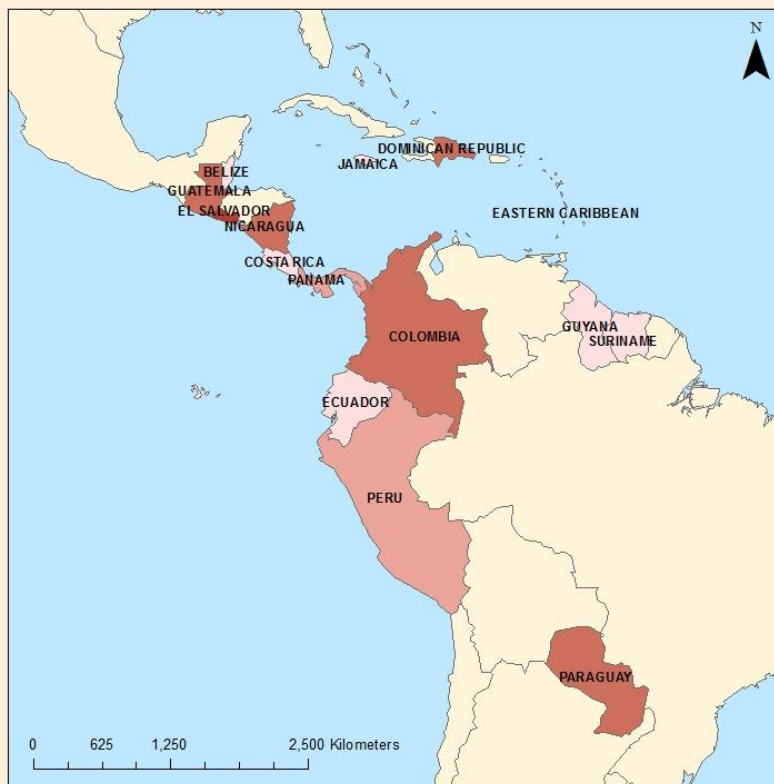 N
DOMINICAN REPUBLIC
JAMAICA
BELIZE
GUATEMALA
EL SALVADOR
NICARAGUA
EASTERN CARIBBEAN
COSTA RICA
PANAMA
GUYANA
SURINAME
COLOMBIA
ECUADOR
PERU
PARAGUAY
0 625 1,250 2,500 Kilometers